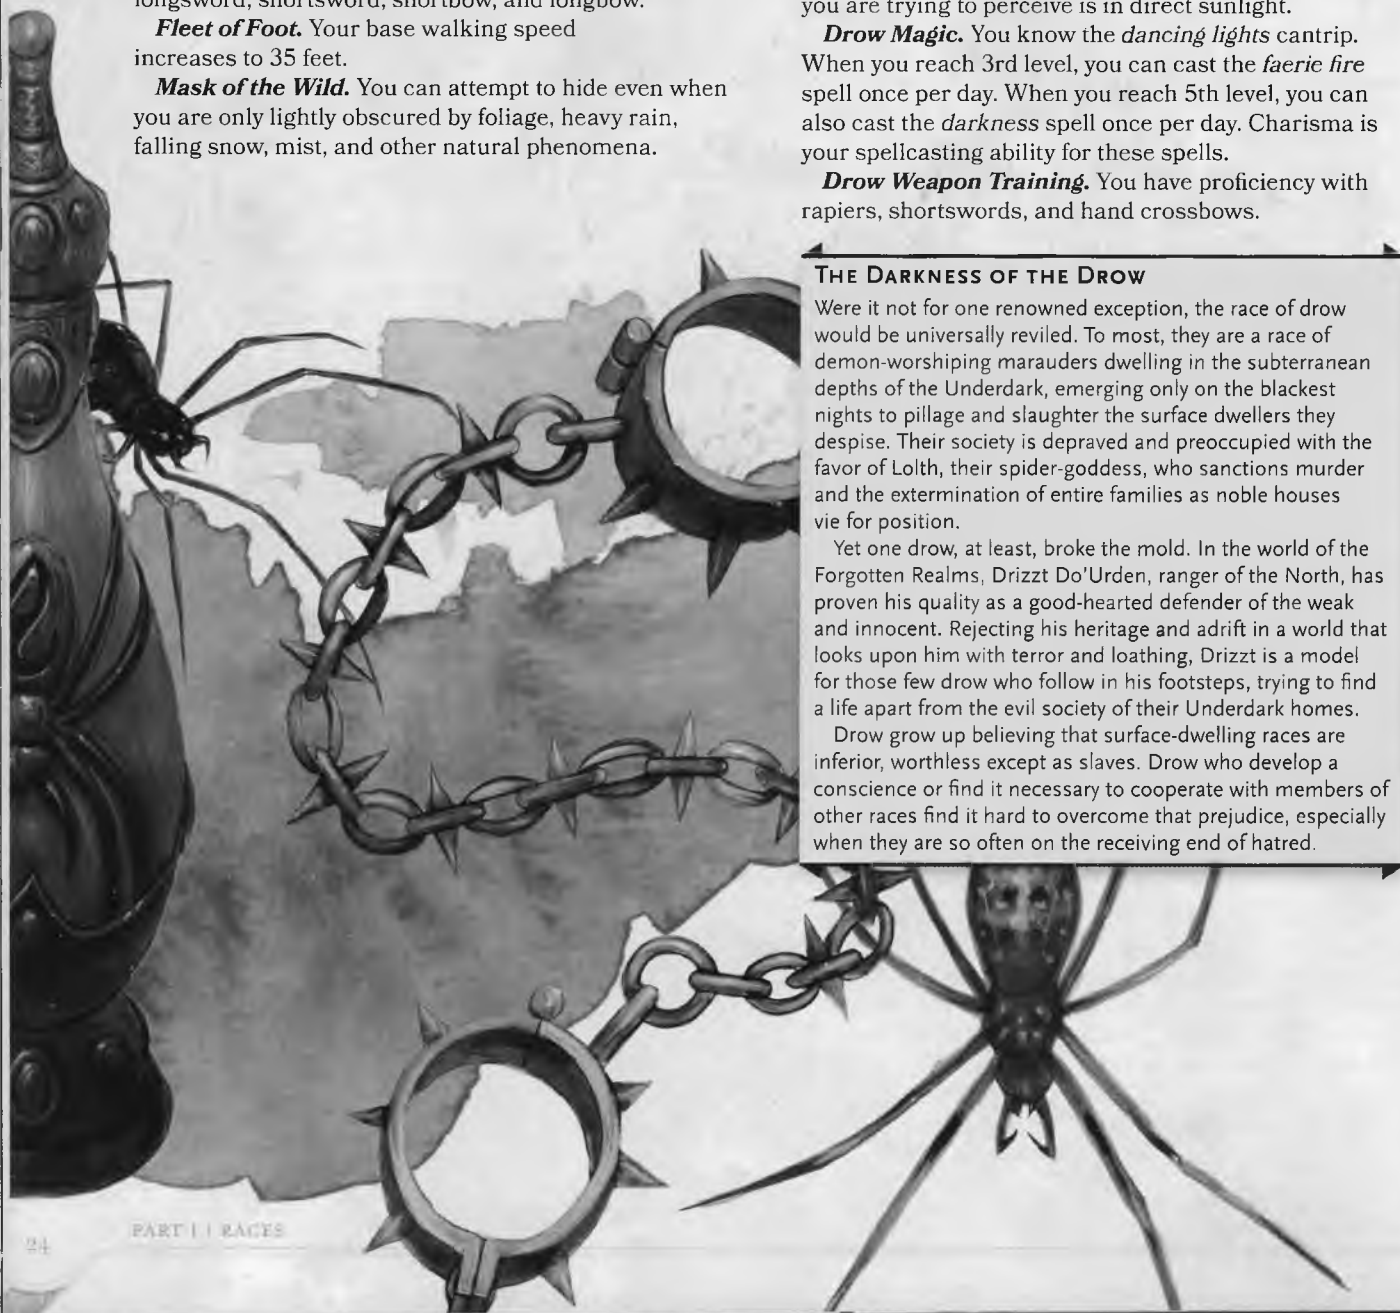 longsword, shortsword, shortbow, and longbow.
Fleet of Foot. Your base walking speed
increases to 35 feet.
Mask of the Wild. You can attempt to hide even when
you are only lightly obscured by foliage, heavy rain,
falling snow, mist, and other natural phenomena.
you are trying to perceive is in direct sunlight.
Drow Magic. You know the dancing lights cantrip.
When you reach 3rd level, you can cast the faerie fire
spell once per day. When you reach 5th level, you can
also cast the darkness spell once per day. Charisma is
your spellcasting ability for these spells.
Drow Weapon Training. You have proficiency with
rapiers, shortswords, and hand crossbows.
THE DARKNESS OF THE DROW
Were it not for one renowned exception, the race of drow
would be universally reviled. To most, they are a race of
demon-worshiping marauders dwelling in the subterranean
depths of the Underdark, emerging only on the blackest
nights to pillage and slaughter the surface dwellers they
despise. Their society is depraved and preoccupied with the
favor of Lolth, their spider-goddess, who sanctions murder
and the extermination of entire families as noble houses
vie for position.
Yet one drow, at least, broke the mold. In the world of the
Forgotten Realms, Drizzt Do'Urden, ranger of the North, has
proven his quality as a good-hearted defender of the weak
and innocent. Rejecting his heritage and adrift in a world that
looks upon him with terror and loathing, Drizzt is a model
for those few drow who follow in his footsteps, trying to find
a life apart from the evil society of their Underdark homes.
Drow grow up believing that surface-dwelling races are
inferior, worthless except as slaves. Drow who develop a
conscience or find it necessary to cooperate with members of
other races find it hard to overcome that prejudice, especially
when they are so often on the receiving end of hatred.
PART 1 | RACES
24